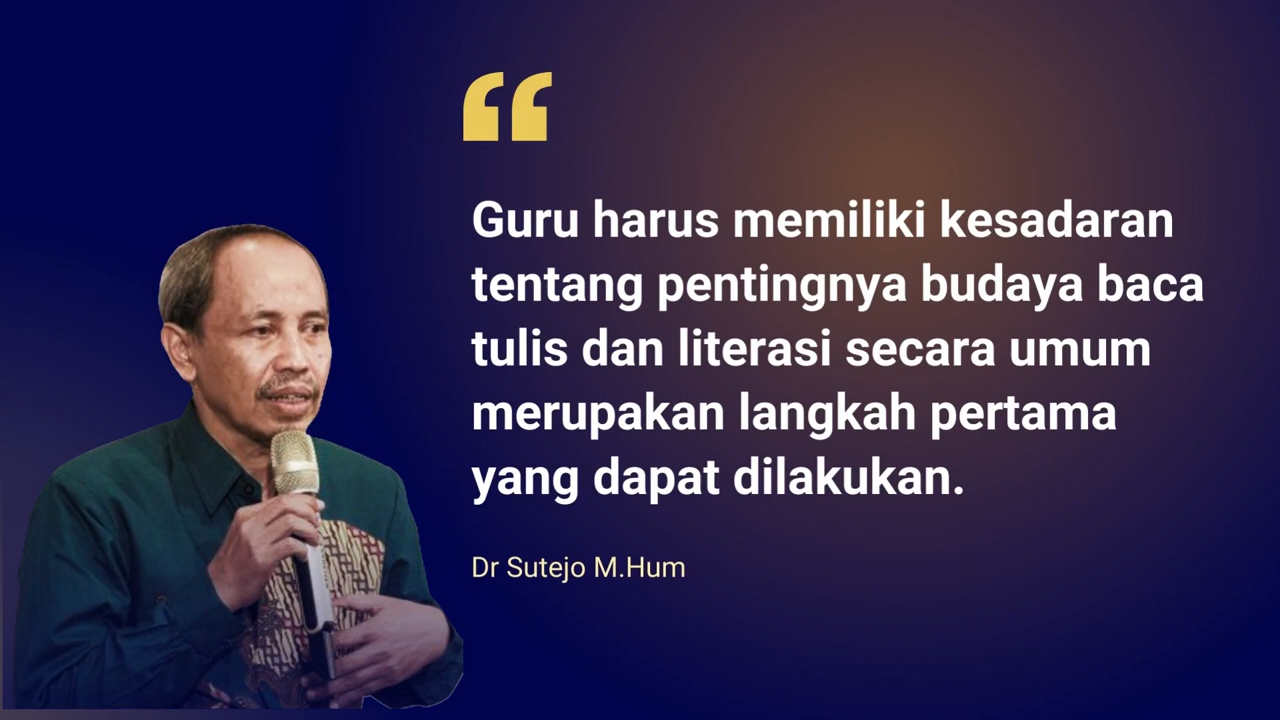 “
Guru harus memiliki kesadaran
tentang pentingnya budaya baca
tulis dan literasi secara umum
merupakan langkah pertama
yang dapat dilakukan.
Dr Sutejo M.Hum